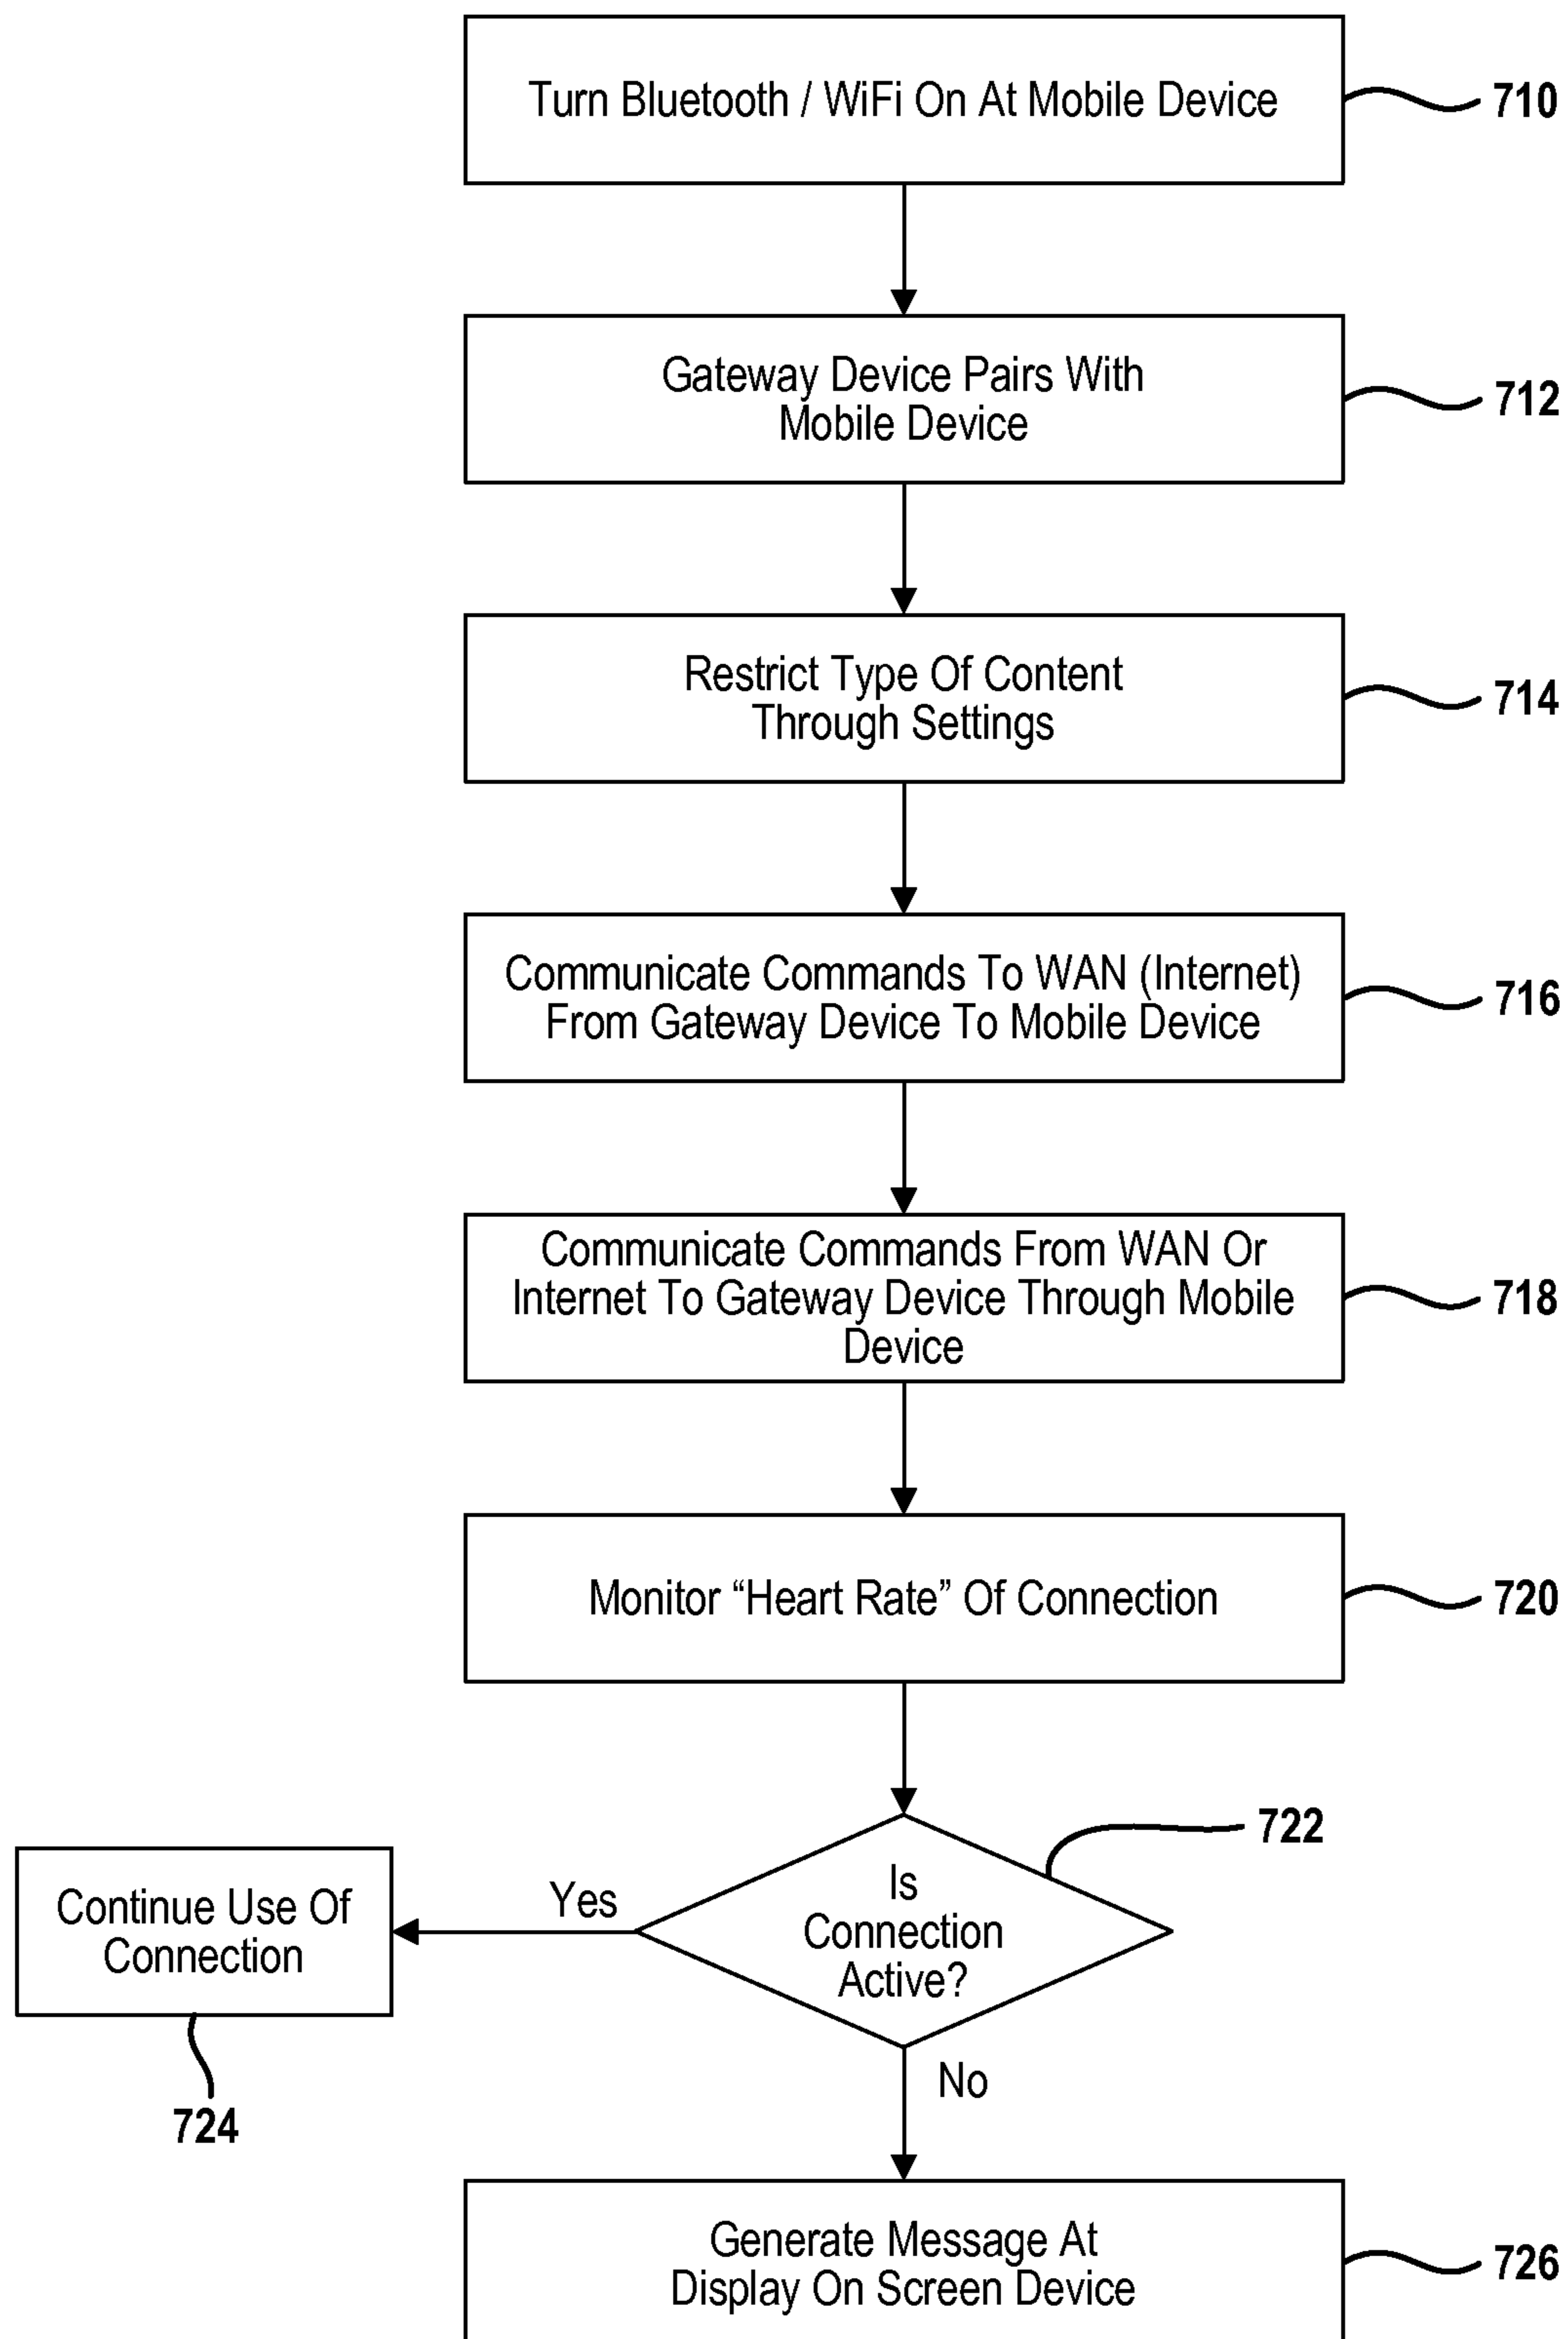 Turn Bluetooth / WiFi On At Mobile Device
710
Gateway Device Pairs With
Mobile Device
712
Restrict Type Of Content
Through Settings
714
Communicate Commands To WAN (Internet)
From Gateway Device To Mobile Device
716
Communicate Commands From WAN Or
Internet To Gateway Device Through Mobile
Device
718
Monitor “Heart Rate” Of Connection
720
Is
Connection
Active?
722
Yes
Continue Use Of
Connection
724
No
Generate Message At
Display On Screen Device
726